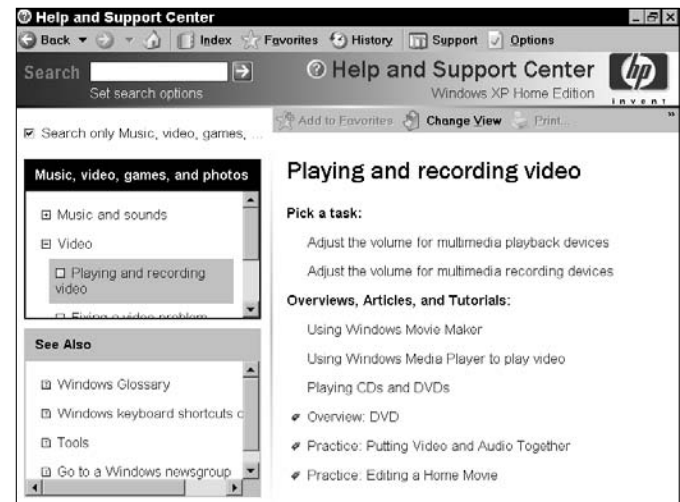 Help and Support Center
Back Index Favorites History Support Options
Search
Set search options
Help and Support Center
Windows XP Home Edition
hp
invent
Search only Music, video, games, ...
Add to Favorites Change View Print...
Music, video, games, and photos
Music and sounds
Video
Playing and recording
video
Fixing a video problem
See Also
Windows Glossary
Windows keyboard shortcuts o
Tools
Go to a Windows newsgroup
Playing and recording video
Pick a task:
Adjust the volume for multimedia playback devices
Adjust the volume for multimedia recording devices
Overviews, Articles, and Tutorials:
Using Windows Movie Maker
Using Windows Media Player to play video
Playing CDs and DVDs
Overview: DVD
Practice: Putting Video and Audio Together
Practice: Editing a Home Movie